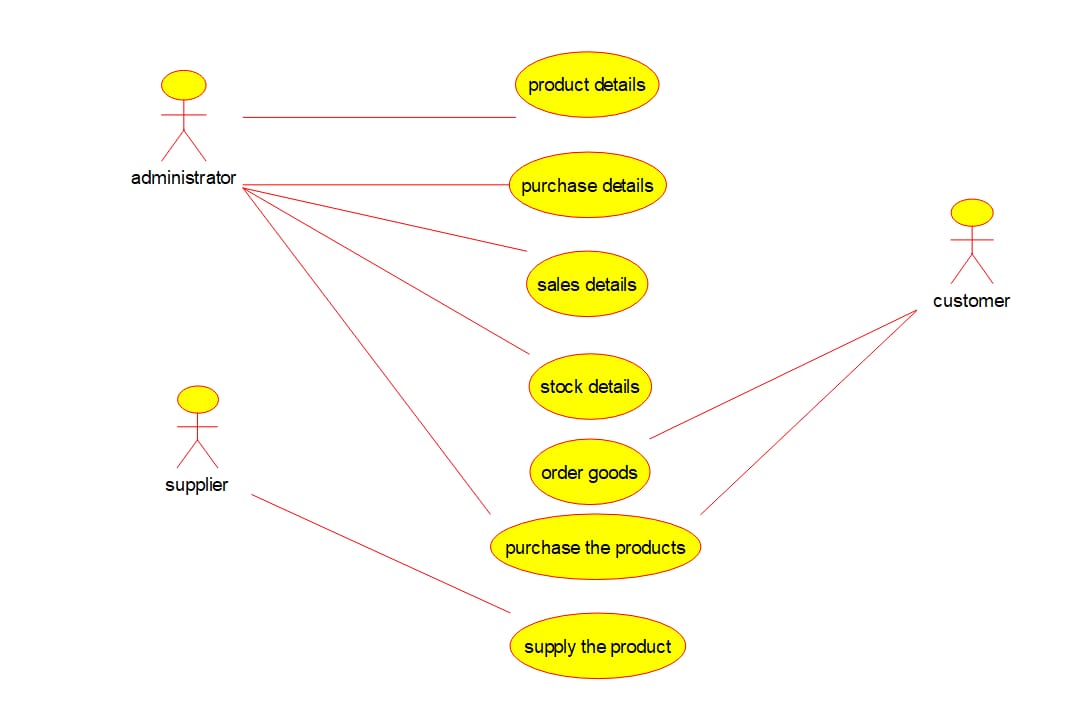 product details
administrator
purchase details
customer
sales details
stock details
order goods
supplier
purchase the products
supply the product